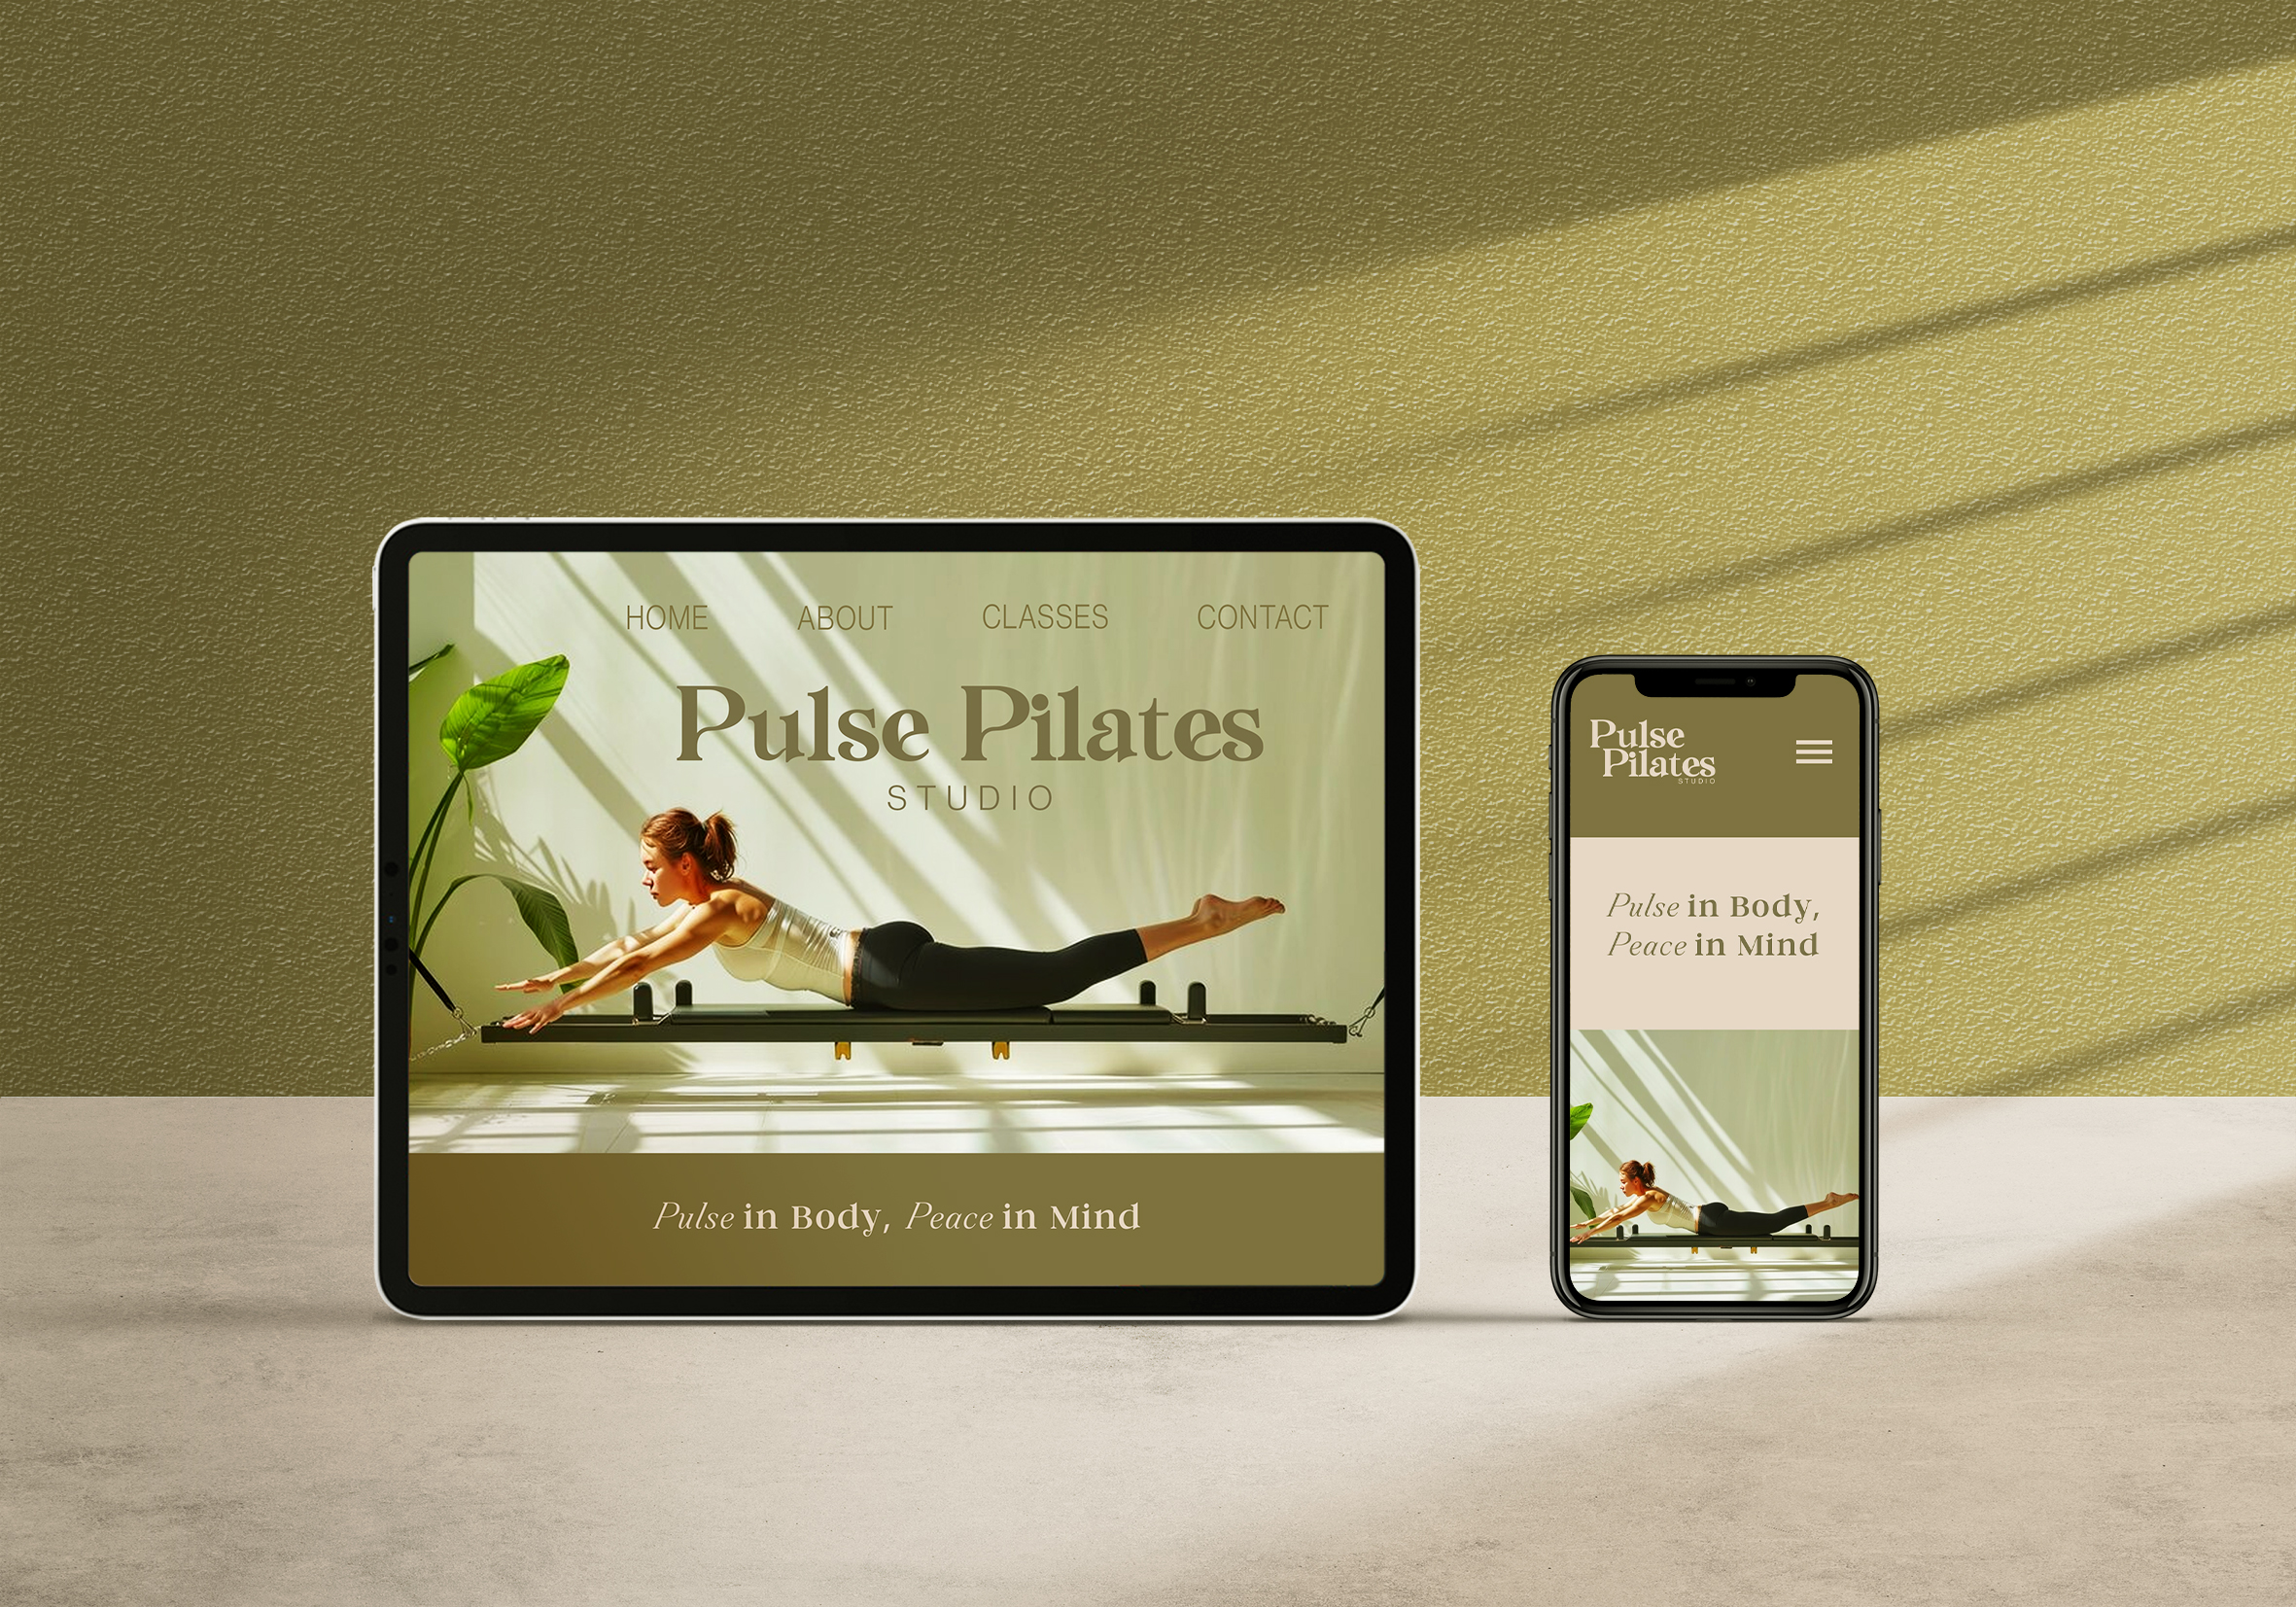 HOME ABOUT CLASSES CONTACT
Pulse Pilates
STUDIO
Pulse in Body, Peace in Mind
Pulse
Pilates
STUDIO
Pulse in Body,
Peace in Mind